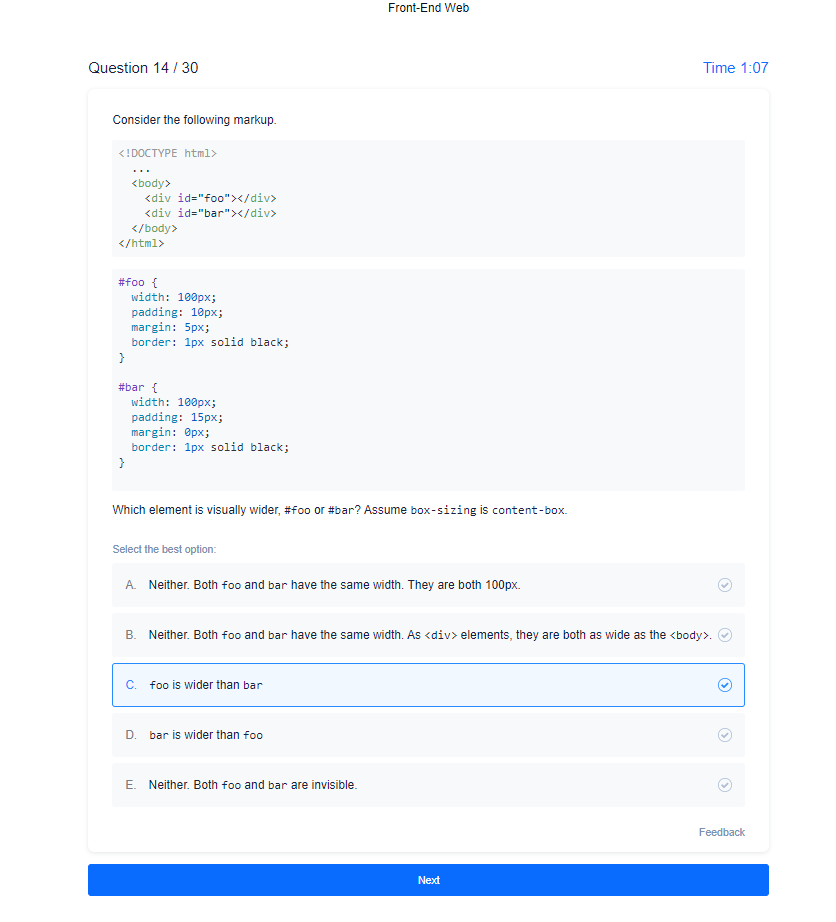 Front-End Web
Question 14 / 30
Time 1:07
Consider the following markup.
<!DOCTYPE html>
  ...
  <body>
    <div id="foo"></div>
    <div id="bar"></div>
  </body>
</html>
#foo {
  width: 100px;
  padding: 10px;
  margin: 5px;
  border: 1px solid black;
}
#bar {
  width: 100px;
  padding: 15px;
  margin: 0px;
  border: 1px solid black;
}
Which element is visually wider, #foo or #bar? Assume box-sizing is content-box.
Select the best option:
A. Neither. Both foo and bar have the same width. They are both 100px.
B. Neither. Both foo and bar have the same width. As <div> elements, they are both as wide as the <body>.
C. foo is wider than bar
D. bar is wider than foo
E. Neither. Both foo and bar are invisible.
Feedback
Next